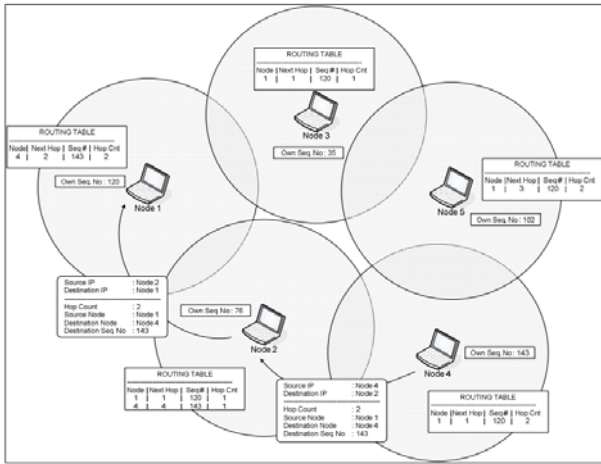 ROUTING TABLE
Node | Next Hop | Seq# | Hop Cnt
1 | 1 | 120 | 1
Node 3
Own Seq. No : 35
ROUTING TABLE
Node| Next Hop | Seq# | Hop Cnt
4 | 2 | 143 | 2
Own Seq. No : 120
Node 1
ROUTING TABLE
Node | Next Hop | Seq# | Hop Cnt
1 | 3 | 120 | 2
Node 5
Own Seq. No : 102
Source IP : Node 2
Destination IP : Node 1
Hop Count : 2
Source Node : Node 1
Destination Node : Node 4
Destination Seq. No : 143
Own Seq. No : 76
Node 2
Own Seq. No : 143
Node 4
ROUTING TABLE
Node | Next Hop | Seq# | Hop Cnt
1 | 1 | 120 | 1
4 | 4 | 143 | 1
Source IP : Node 4
Destination IP : Node 2
Hop Count : 2
Source Node : Node 1
Destination Node : Node 4
Destination Seq. No : 143
ROUTING TABLE
Node | Next Hop | Seq# | Hop Cnt
1 | 1 | 120 | 2